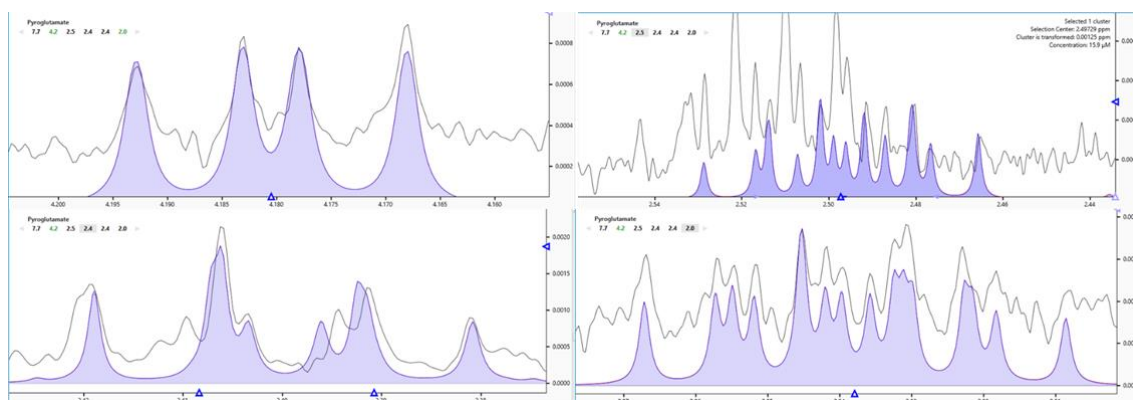 Pyroglutamate
7.7 4.2 2.5 2.4 2.4 2.0
0.0008
0.0006
0.0004
0.0002
4.200 4.195 4.190 4.185 4.180 4.175 4.170 4.165 4.160
Pyroglutamate
7.7 4.2 2.5 2.4 2.4 2.0
Selected 1 cluster
Selection Center: 2.49729 ppm
Cluster is transformed: 0.00125 ppm
Concentration: 15.9 µM
2.54 2.52 2.50 2.48 2.46 2.44
Pyroglutamate
7.7 4.2 2.5 2.4 2.4 2.0
0.0020
0.0015
0.0010
0.0005
0.0000
Pyroglutamate
7.7 4.2 2.5 2.4 2.4 2.0